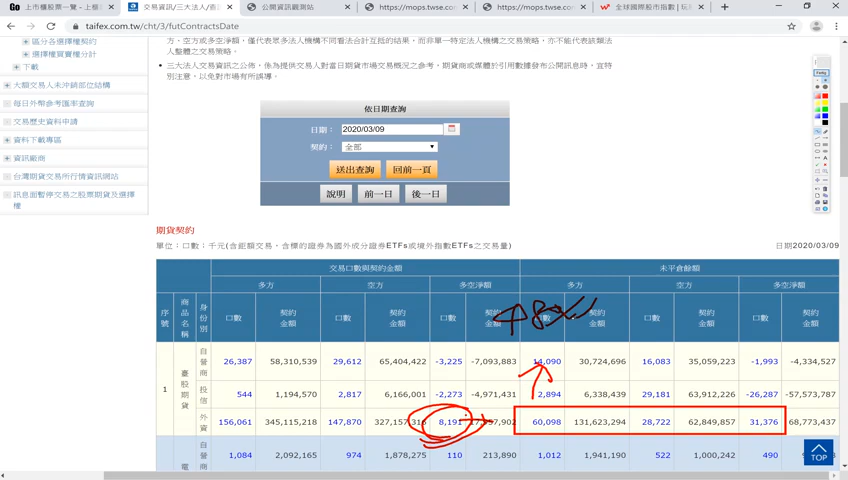 上市櫃股票一覽 - 上櫃
交易資訊/三大法人/查
公開資訊觀測站
https://mops.twse.co
https://mops.twse.co
全球國際股市指數 | 玩
taifex.com.tw/cht/3/futContractsDate
區分各選擇權契約
選擇權買賣權分計
下載
大額交易人未沖銷部位結構
每日外幣參考匯率查詢
交易歷史資料申請
資料下載專區
資訊廠商
台灣期貨交易所行情資訊網站
訊息面暫停交易之股票期貨及選擇
權
方、空方或多空淨額，僅代表眾多法人機構不同看法合計互抵的結果，而非單一特定法人機構之交易策略，亦不能代表該類法
人整體之交易策略。
三大法人交易資訊之公佈，係為提供交易人對當日期貨市場交易概況之參考，期貨商或媒體於引用數據發布公開訊息時，宜特
別注意，以免對市場有所誤導。
依日期查詢
日期： 2020/03/09
契約： 全部
送出查詢 回前一頁
說明 前一日 後一日
期貨契約
單位：口數；千元(含鉅額交易，含標的證券為國外成分證券ETFs或境外指數ETFs之交易量) 日期2020/03/09
交易口數與契約金額 未平倉餘額
多方 空方 多空淨額 多方 空方 多空淨額
序號 商品名稱 身份別 口數 契約金額 口數 契約金額 口數 契約金額 口數 契約金額 口數 契約金額 口數 契約金額
1 臺股期貨 自營商 26,387 58,310,539 29,612 65,404,422 -3,225 -7,093,883 14,090 30,724,696 16,083 35,059,223 -1,993 -4,334,527
投信 544 1,194,570 2,817 6,166,001 -2,273 -4,971,431 2,894 6,338,439 29,181 63,912,226 -26,287 -57,573,787
外資 156,061 345,115,218 147,870 327,157,316 8,191 60,098 131,623,294 28,722 62,849,857 31,376 68,773,437
自營商 1,084 2,092,165 974 1,878,275 110 213,890 1,012 1,941,190 522 1,000,242 490
TOP